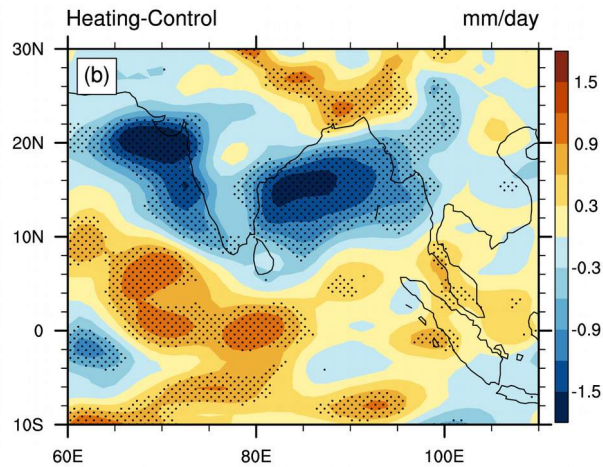 Heating-Control mm/day
(b)
30N
20N
10N
0
10S
60E 80E 100E
1.5
0.9
0.3
-0.3
-0.9
-1.5